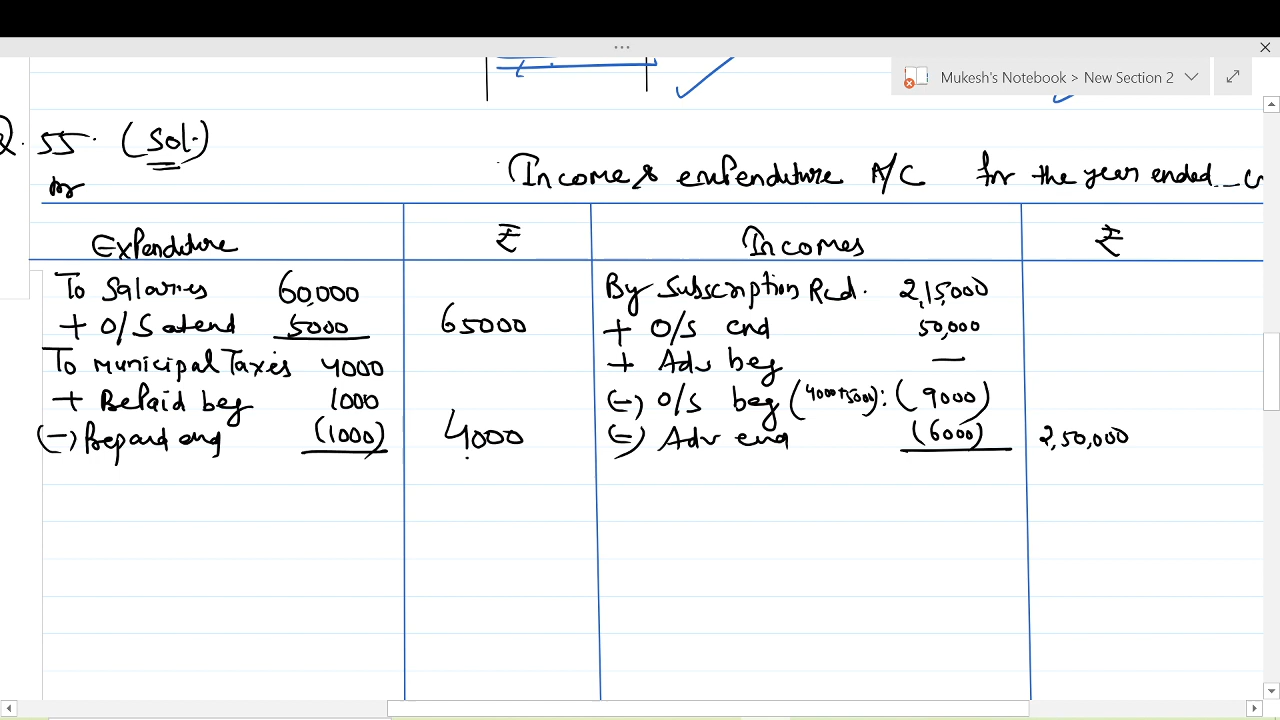 Mukesh's Notebook > New Section 2
Q. 55. (Sol.)
Dr
Income & expenditure A/C for the year ended
Expenditure ₹ Incomes ₹
To Salaries 60,000
+ O/S at end 5000 65000
To Municipal Taxes 4000
+ Prepaid beg 1000
(-) Prepaid end (1000) 4000
By Subscription Rcd. 2,15,000
+ O/S end 50,000
+ Adv beg —
(-) O/S beg (4000+5000): (9000)
(-) Adv end (6000) 2,50,000